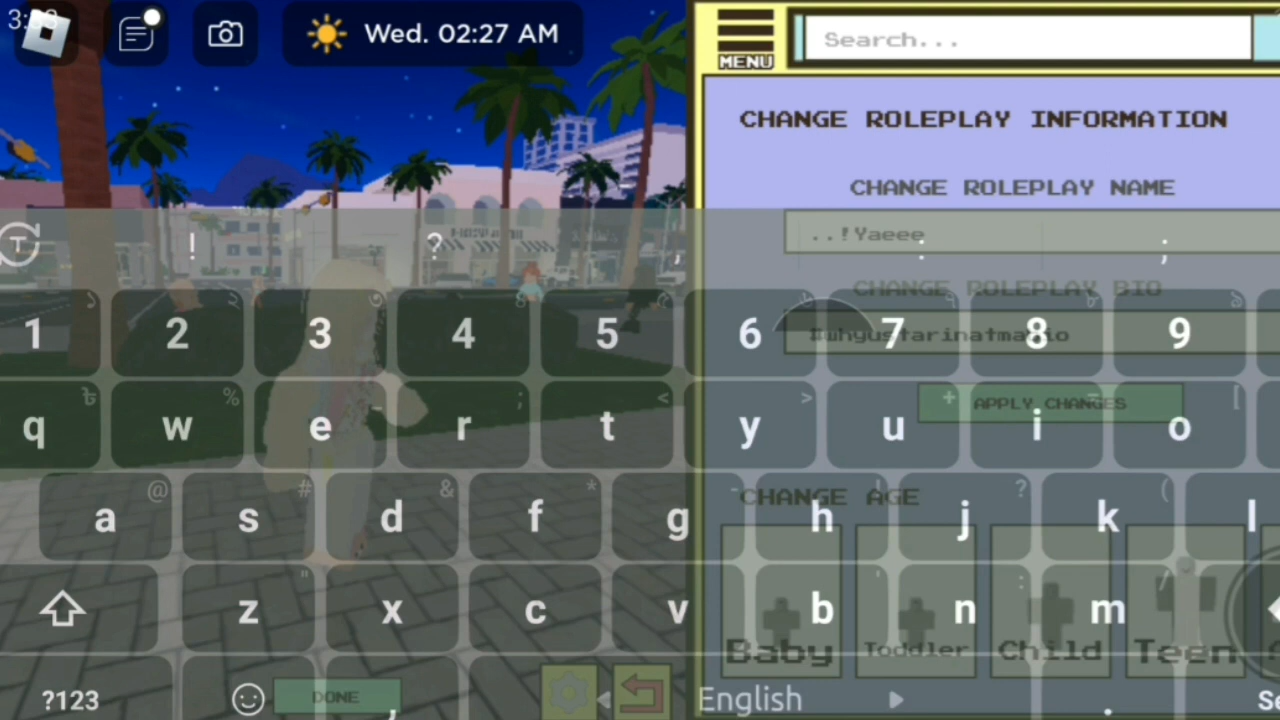 Wed. 02:27 AM
Search...
MENU
CHANGE ROLEPLAY INFORMATION
CHANGE ROLEPLAY NAME
..!Yaeee
! ? , : ;
CHANGE ROLEPLAY BIO
1 2 3 4 5 6 7 8 9
q w e r t y u i o
APPLY CHANGES
CHANGE AGE
a s d f g h j k l
z x c v b n m
Baby Toddler Child Teen
?123 DONE , English .